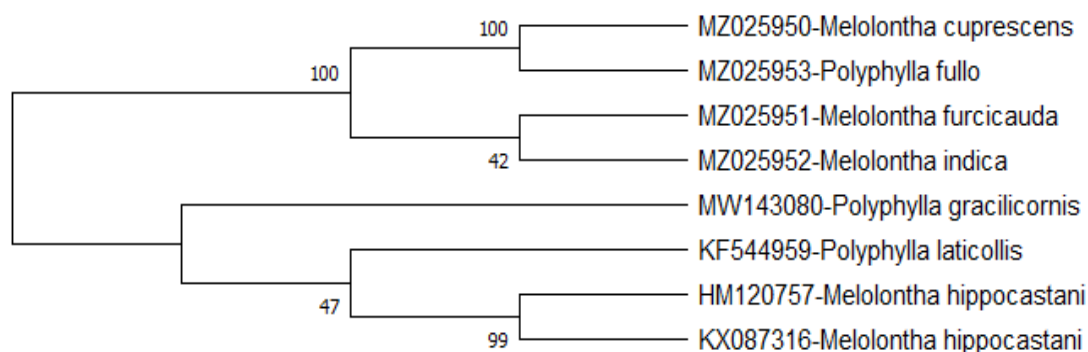 100
MZ025950-Melolontha cuprescens
MZ025953-Polyphylla fullo
100
MZ025951-Melolontha furcicauda
42
MZ025952-Melolontha indica
MW143080-Polyphylla gracilicornis
KF544959-Polyphylla laticollis
47
HM120757-Melolontha hippocastani
99
KX087316-Melolontha hippocastani